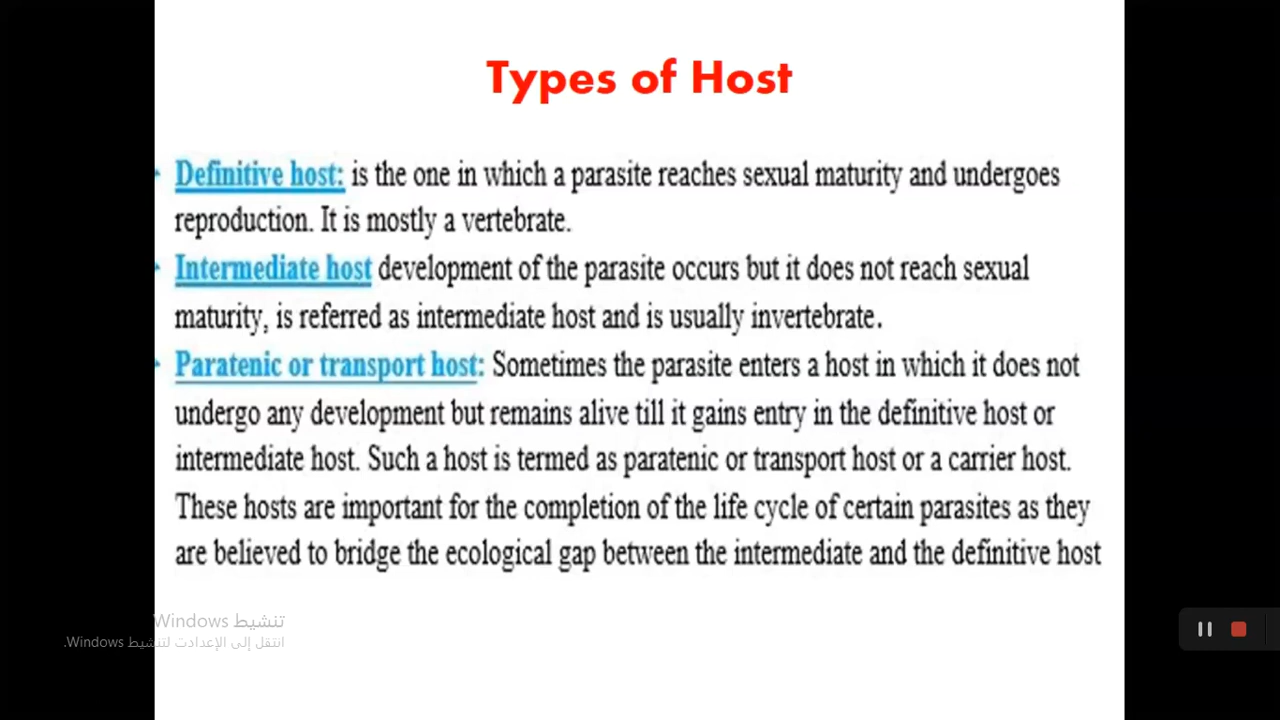 Types of Host
Definitive host: is the one in which a parasite reaches sexual maturity and undergoes
reproduction. It is mostly a vertebrate.
Intermediate host development of the parasite occurs but it does not reach sexual
maturity, is referred as intermediate host and is usually invertebrate.
Paratenic or transport host: Sometimes the parasite enters a host in which it does not
undergo any development but remains alive till it gains entry in the definitive host or
intermediate host. Such a host is termed as paratenic or transport host or a carrier host.
These hosts are important for the completion of the life cycle of certain parasites as they
are believed to bridge the ecological gap between the intermediate and the definitive host
تنشيط Windows
انتقل إلى الإعدادت لتنشيط Windows.